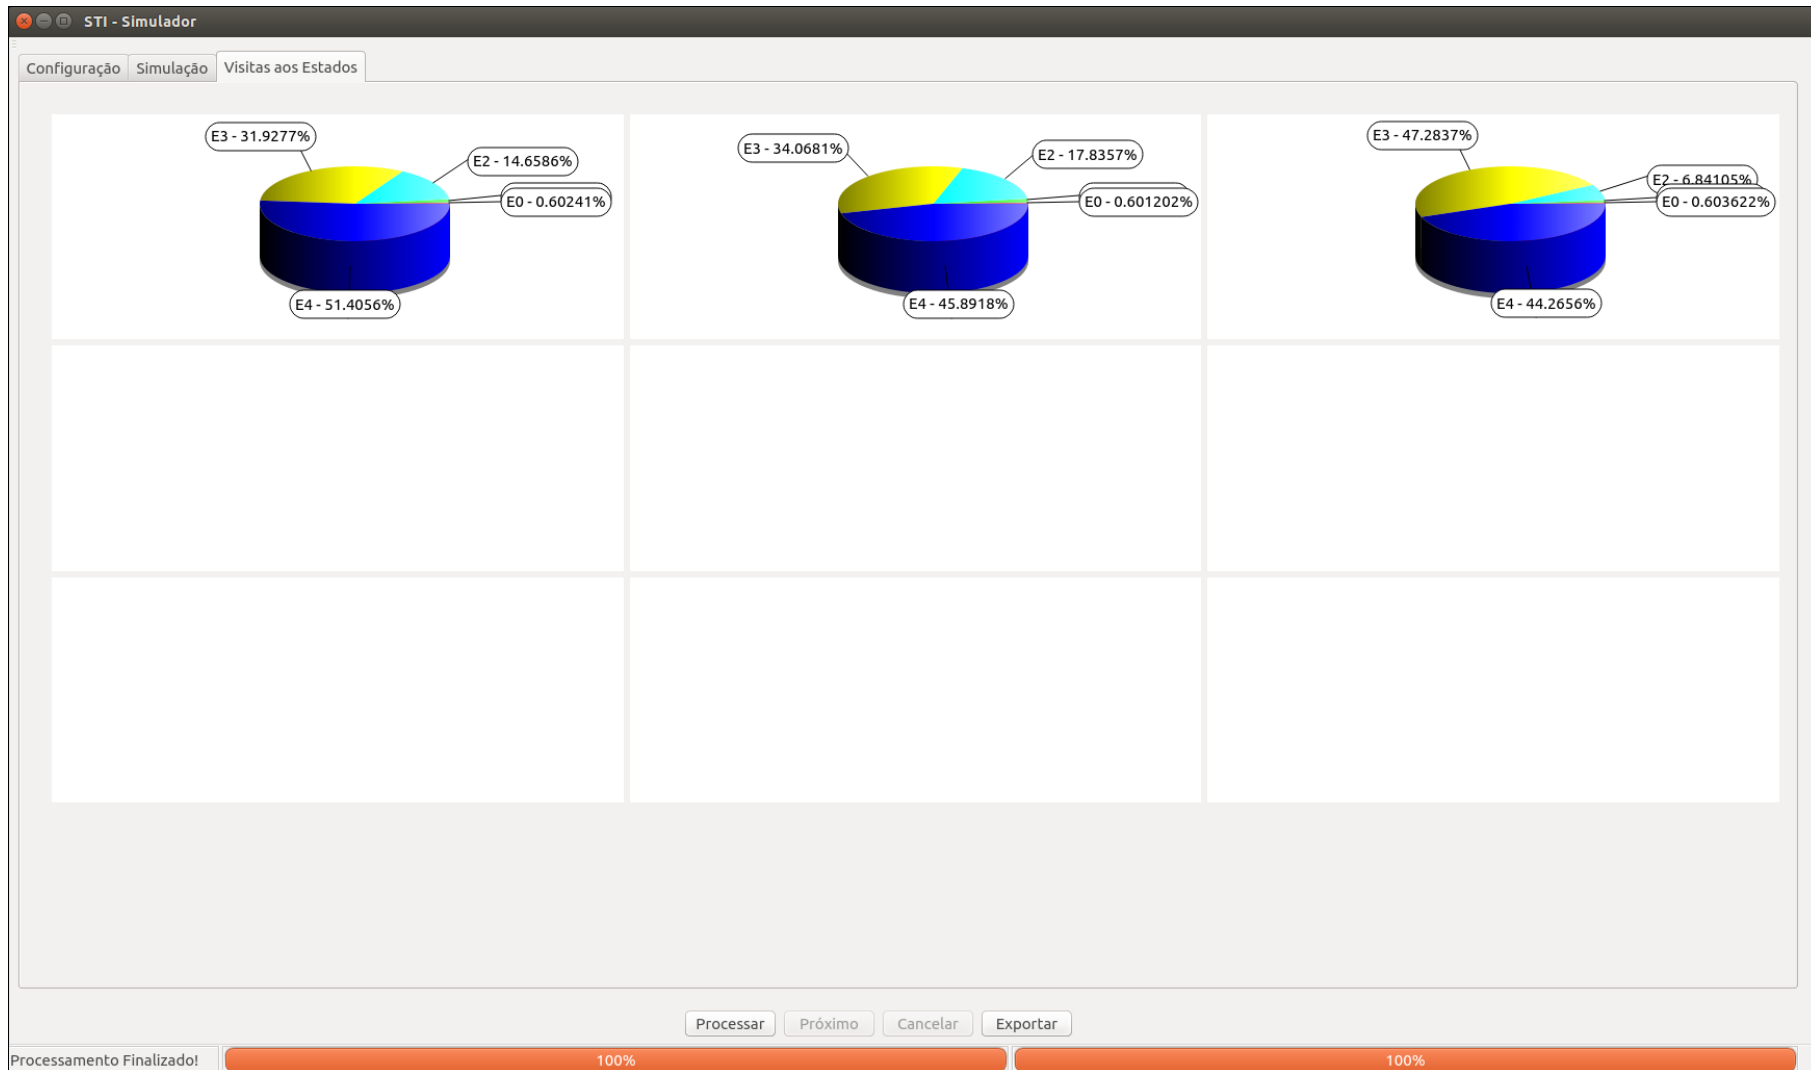 STI - Simulador
Configuração Simulação Visitas aos Estados
E3 - 31.9277%
E2 - 14.6586%
E0 - 0.60241%
E4 - 51.4056%
E3 - 34.0681%
E2 - 17.8357%
E0 - 0.601202%
E4 - 45.8918%
E3 - 47.2837%
E2 - 6.84105%
E0 - 0.603622%
E4 - 44.2656%
Processar Próximo Cancelar Exportar
Processamento Finalizado! 100% 100%